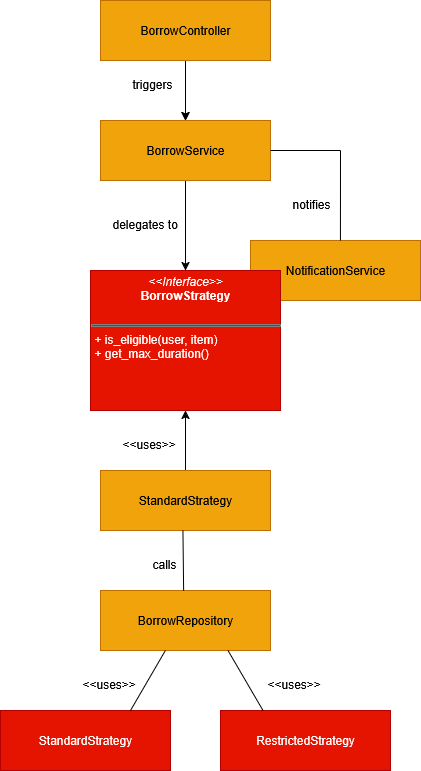 BorrowController
triggers
BorrowService
delegates to
notifies
NotificationService
<<Interface>>
BorrowStrategy
+ is_eligible(user, item)
+ get_max_duration()
<<uses>>
StandardStrategy
calls
BorrowRepository
<<uses>>
<<uses>>
StandardStrategy
RestrictedStrategy